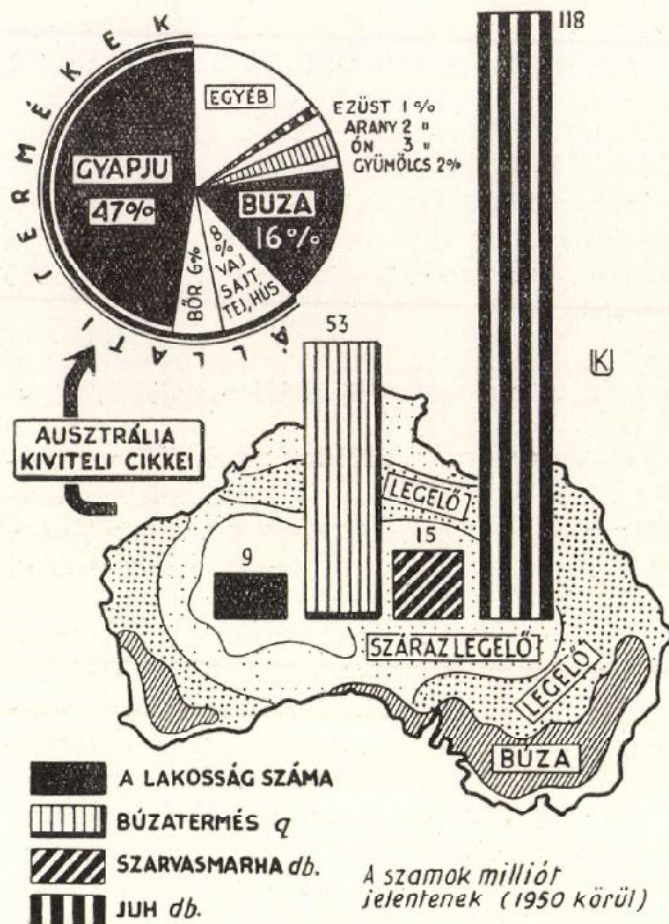 118
ÁLLATI TERMÉKEK
EGYÉB
EZÜST 1%
ARANY 2 "
ÓN 3 "
GYÜMÖLCS 2%
GYAPJU
47%
BUZA
16%
BŐR 6%
8%
VAJ
SAJT
TEJ, HÚS
53
K
AUSZTRÁLIA
KIVITELI CIKKEI
LEGELŐ
9
15
SZÁRAZ LEGELŐ
LEGELŐ
BÚZA
A LAKOSSÁG SZÁMA
BÚZATERMÉS q
SZARVASMARHA db.
JUH db.
A szamok milliót
jelentenek (1950 körül)